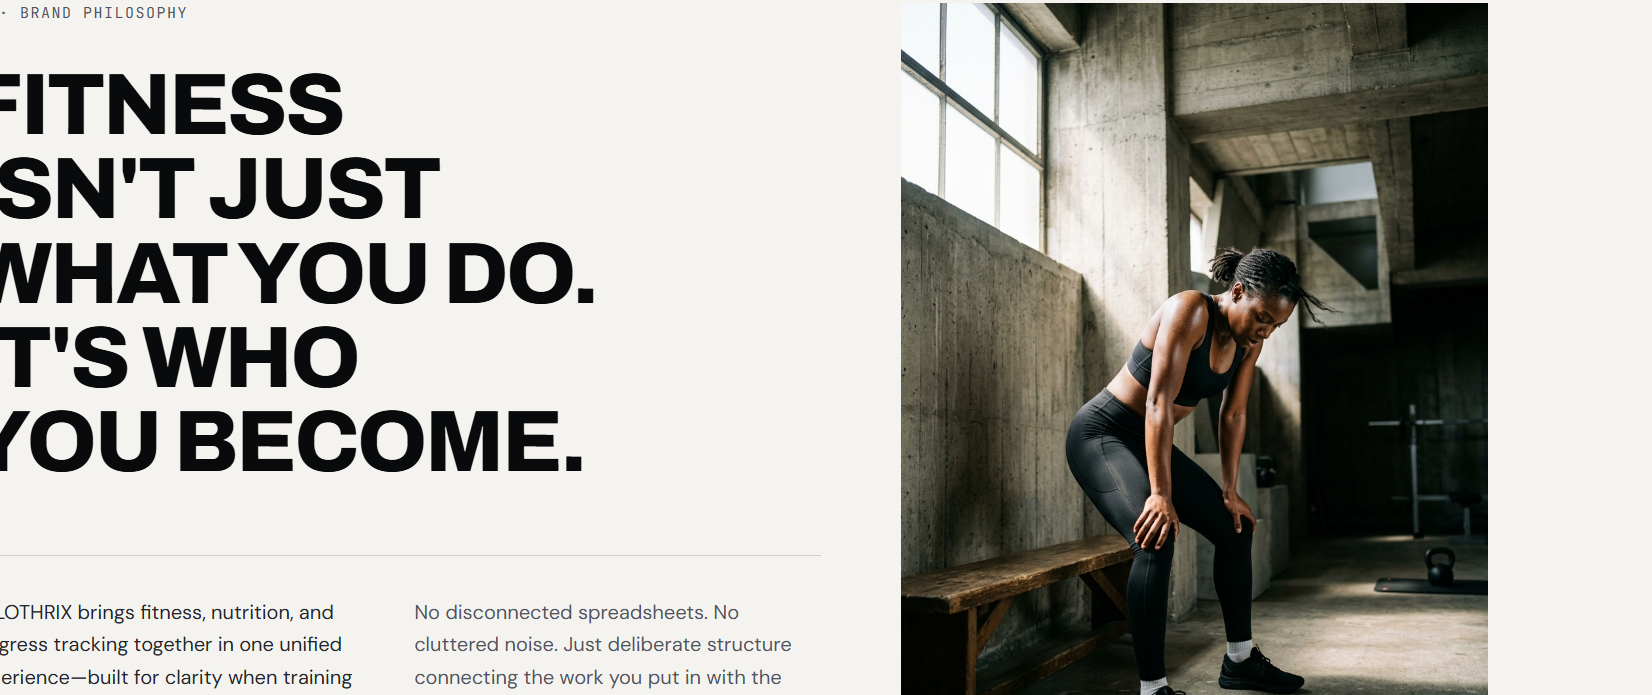 · BRAND PHILOSOPHY
FITNESS
SN'T JUST
WHAT YOU DO.
T'S WHO
YOU BECOME.
LOTHRIX brings fitness, nutrition, and
gress tracking together in one unified
erience—built for clarity when training
No disconnected spreadsheets. No
cluttered noise. Just deliberate structure
connecting the work you put in with the